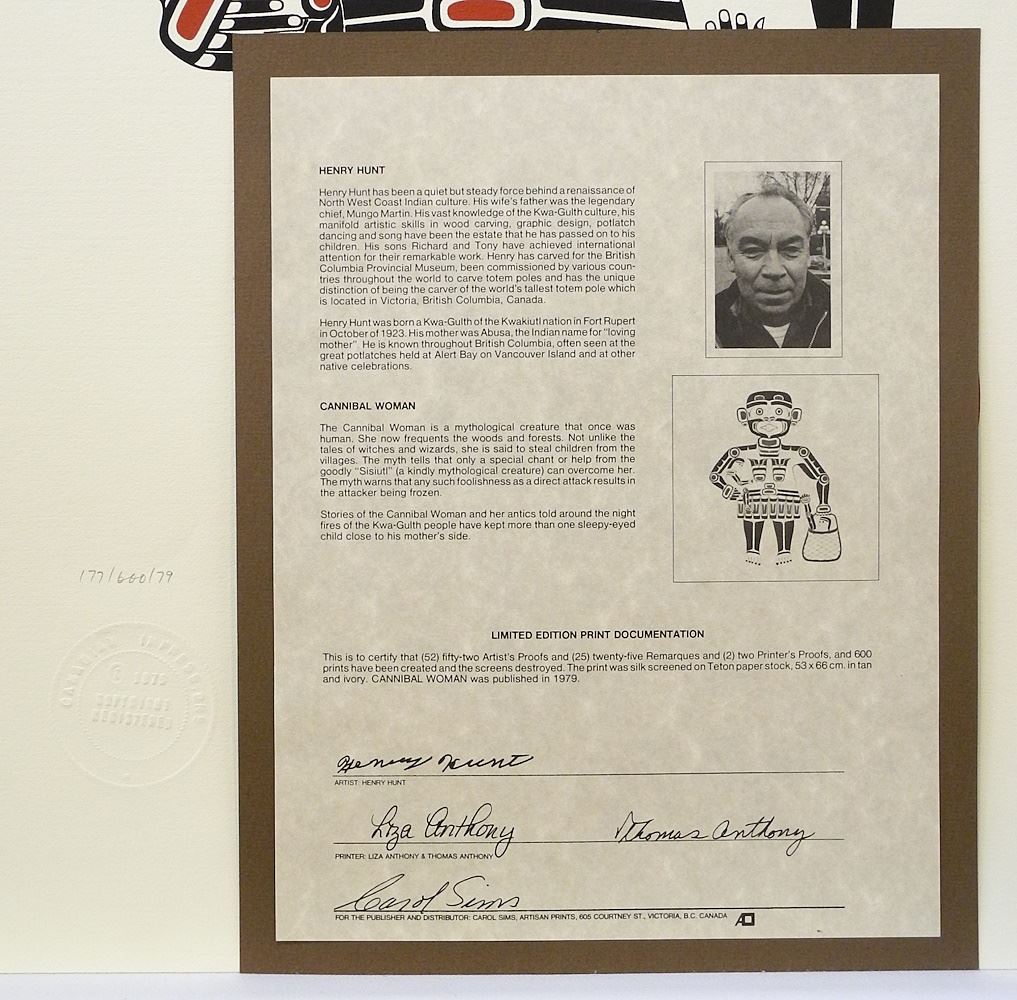 HENRY HUNT
Henry Hunt has been a quiet but steady force behind a renaissance of
North West Coast Indian culture. His wife's father was the legendary
chief, Mungo Martin. His vast knowledge of the Kwa-Gulth culture, his
manifold artistic skills in wood carving, graphic design, potlatch
dancing and song have been the estate that he has passed on to his
children. His sons Richard and Tony have achieved international
attention for their remarkable work. Henry has carved for the British
Columbia Provincial Museum, been commissioned by various coun-
tries throughout the world to carve totem poles and has the unique
distinction of being the carver of the world's tallest totem pole which
is located in Victoria, British Columbia, Canada.
Henry Hunt was born a Kwa-Gulth of the Kwakiutl nation in Fort Rupert
in October of 1923. His mother was Abusa, the Indian name for "loving
mother". He is known throughout British Columbia, often seen at the
great potlatches held at Alert Bay on Vancouver Island and at other
native celebrations.
CANNIBAL WOMAN
The Cannibal Woman is a mythological creature that once was
human. She now frequents the woods and forests. Not unlike the
tales of witches and wizards, she is said to steal children from the
villages. The myth tells that only a special chant or help from the
goodly "Sisiutl" (a kindly mythological creature) can overcome her.
The myth warns that any such foolishness as a direct attack results in
the attacker being frozen.
Stories of the Cannibal Woman and her antics told around the night
fires of the Kwa-Gulth people have kept more than one sleepy-eyed
child close to his mother's side.
177/600/79
© 1979
COPYRIGHT
REGISTERED
LIMITED EDITION PRINT DOCUMENTATION
This is to certify that (52) fifty-two Artist's Proofs and (25) twenty-five Remarques and (2) two Printer's Proofs, and 600
prints have been created and the screens destroyed. The print was silk screened on Teton paper stock, 53 x 66 cm. in tan
and ivory. CANNIBAL WOMAN was published in 1979.
Henry Hunt
ARTIST: HENRY HUNT
Liza Anthony Thomas Anthony
PRINTER: LIZA ANTHONY & THOMAS ANTHONY
Carol Sims
FOR THE PUBLISHER AND DISTRIBUTOR: CAROL SIMS, ARTISAN PRINTS, 605 COURTNEY ST., VICTORIA, B.C. CANADA